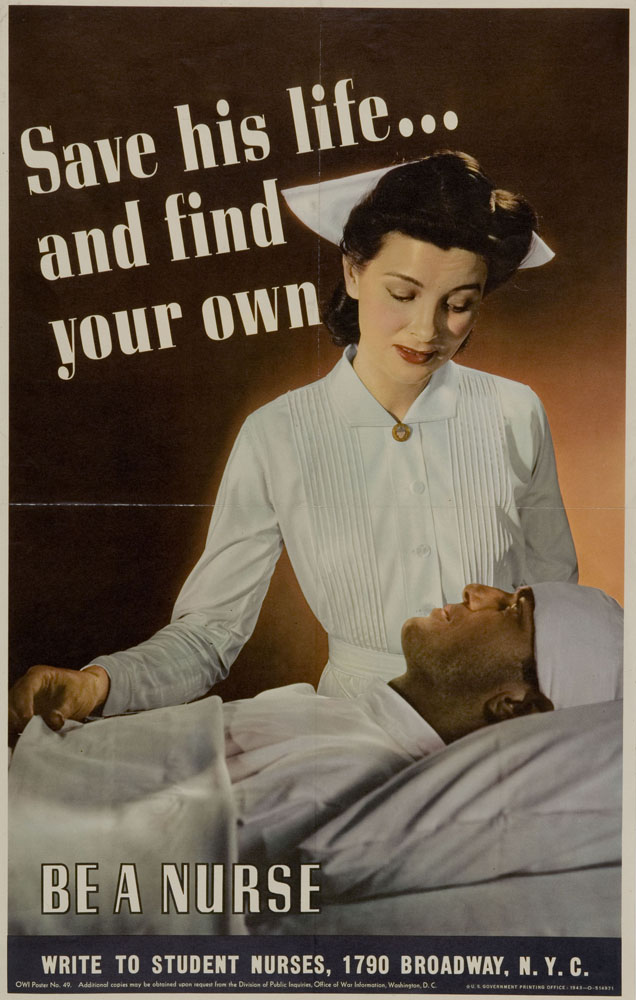 Save his life...
and find
your own
BE A NURSE
WRITE TO STUDENT NURSES, 1790 BROADWAY, N. Y. C.
OWI Poster No. 49. Additional copies may be obtained upon request from the Division of Public Inquiries, Office of War Information, Washington, D. C.
U. S. GOVERNMENT PRINTING OFFICE : 1943—O-514971